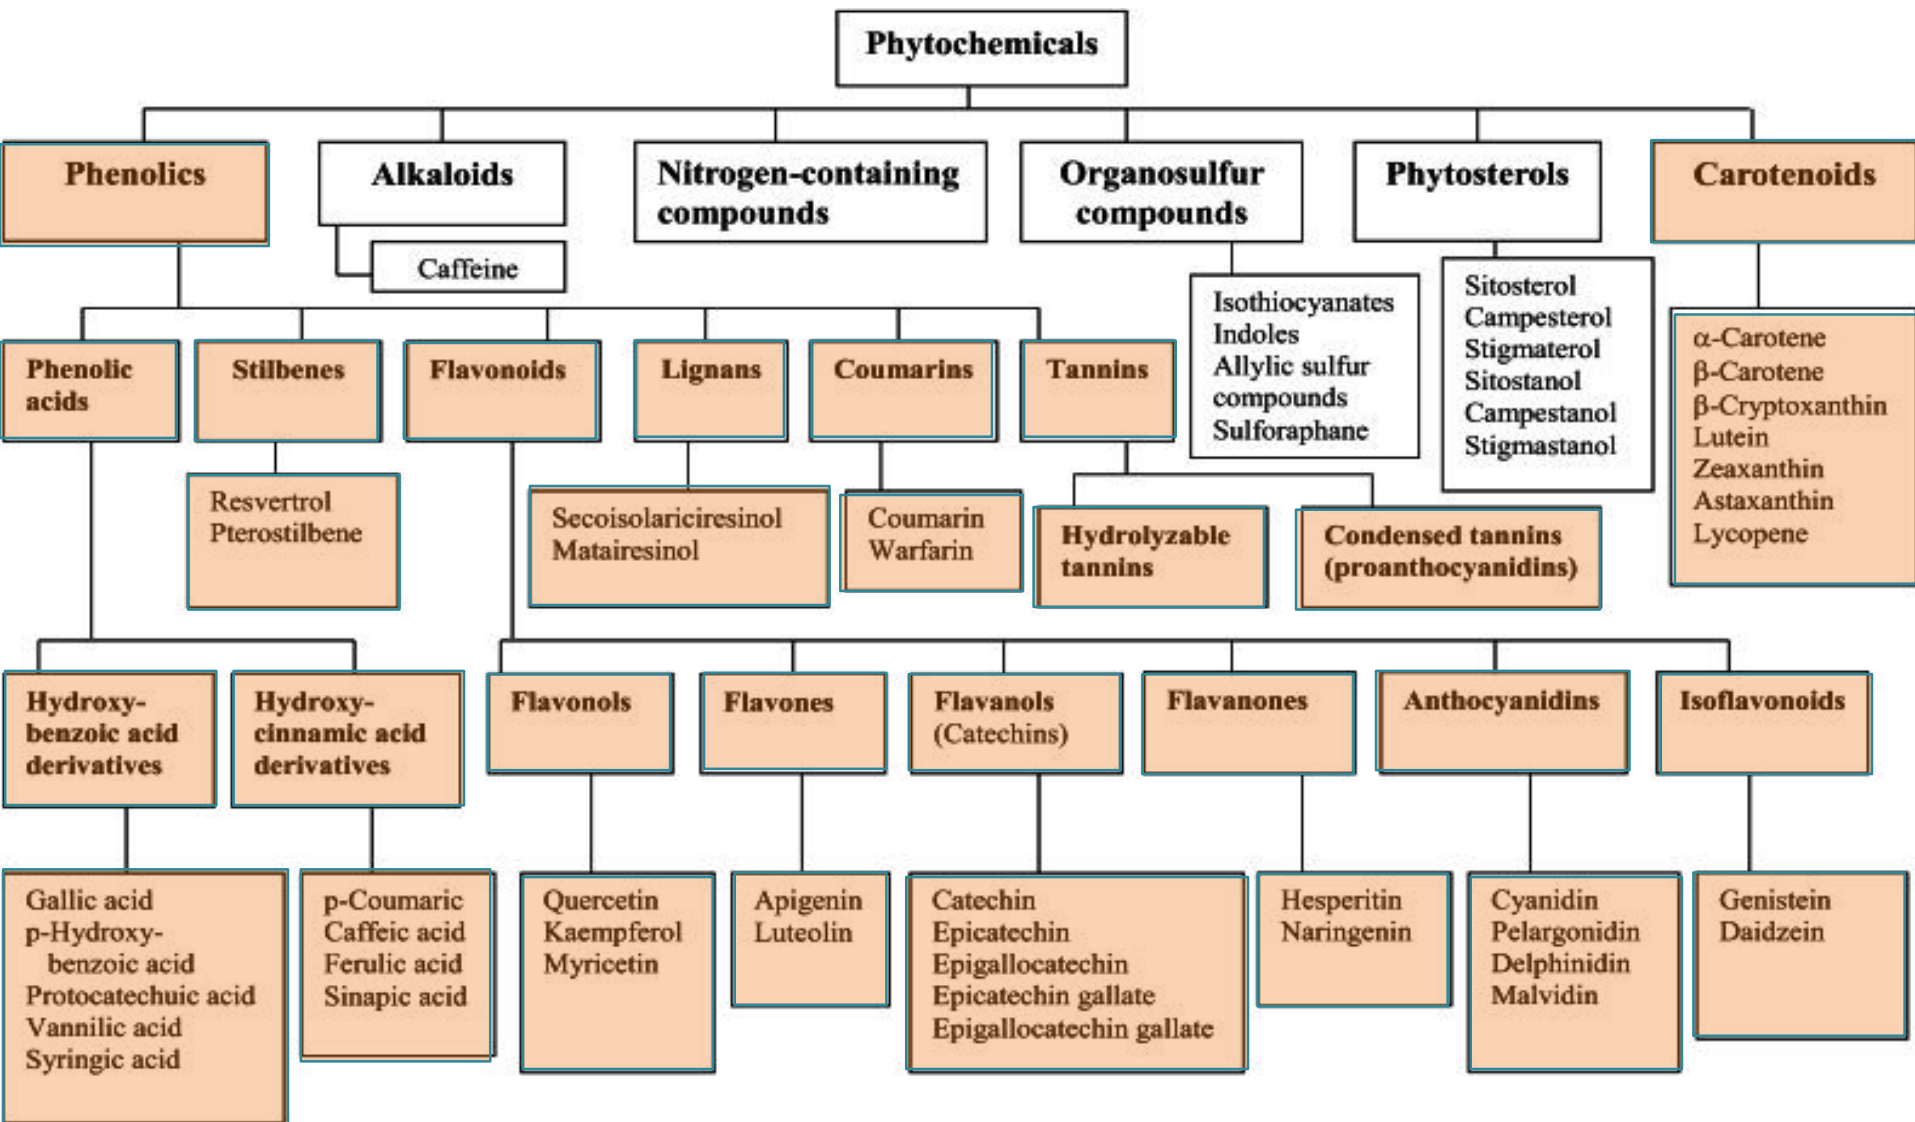 Phytochemicals
Phenolics
Alkaloids
Nitrogen-containing
compounds
Organosulfur
compounds
Phytosterols
Carotenoids
Caffeine
Isothiocyanates
Indoles
Allylic sulfur
compounds
Sulforaphane
Sitosterol
Campesterol
Stigmaterol
Sitostanol
Campestanol
Stigmastanol
α-Carotene
β-Carotene
β-Cryptoxanthin
Lutein
Zeaxanthin
Astaxanthin
Lycopene
Phenolic
acids
Stilbenes
Flavonoids
Lignans
Coumarins
Tannins
Resvertrol
Pterostilbene
Secoisolariciresinol
Matairesinol
Coumarin
Warfarin
Hydrolyzable
tannins
Condensed tannins
(proanthocyanidins)
Hydroxy-
benzoic acid
derivatives
Hydroxy-
cinnamic acid
derivatives
Flavonols
Flavones
Flavanols
(Catechins)
Flavanones
Anthocyanidins
Isoflavonoids
Gallic acid
p-Hydroxy-
benzoic acid
Protocatechuic acid
Vannilic acid
Syringic acid
p-Coumaric
Caffeic acid
Ferulic acid
Sinapic acid
Quercetin
Kaempferol
Myricetin
Apigenin
Luteolin
Catechin
Epicatechin
Epigallocatechin
Epicatechin gallate
Epigallocatechin gallate
Hesperitin
Naringenin
Cyanidin
Pelargonidin
Delphinidin
Malvidin
Genistein
Daidzein